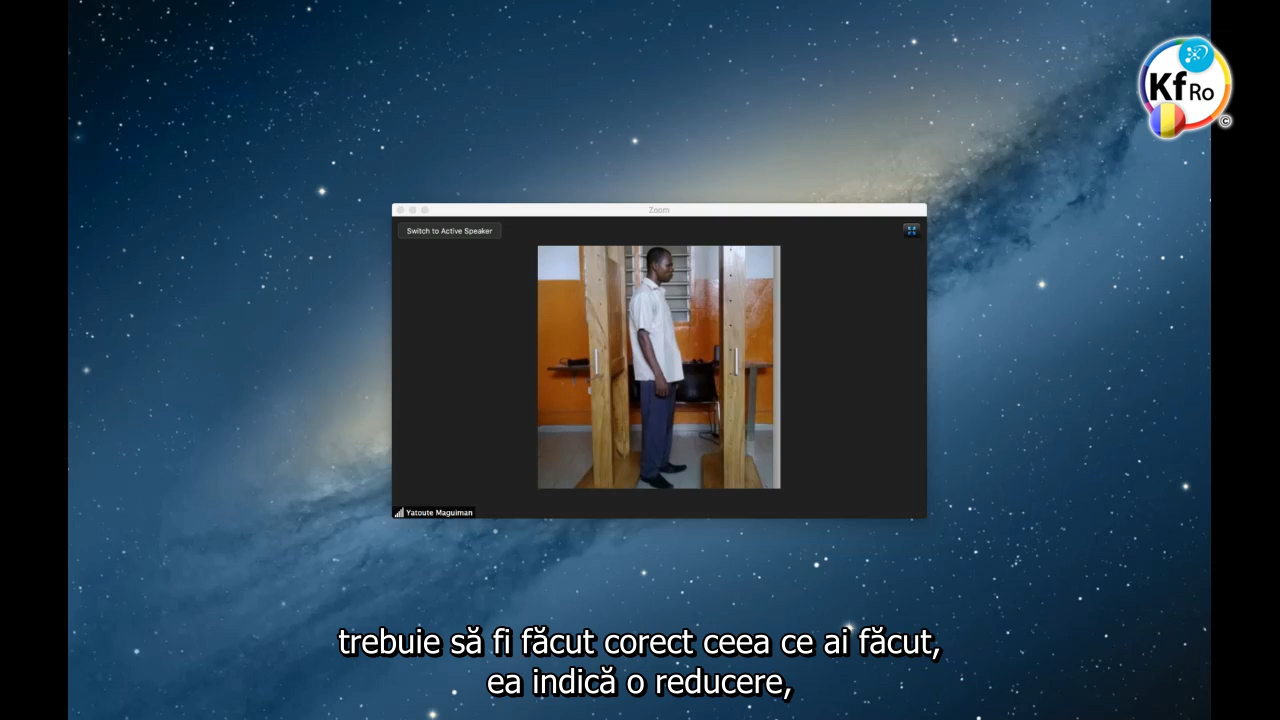 Kf Ro
©
Zoom
Switch to Active Speaker
Yatoute Maguiman
trebuie să fi făcut corect ceea ce ai făcut,
ea indică o reducere,